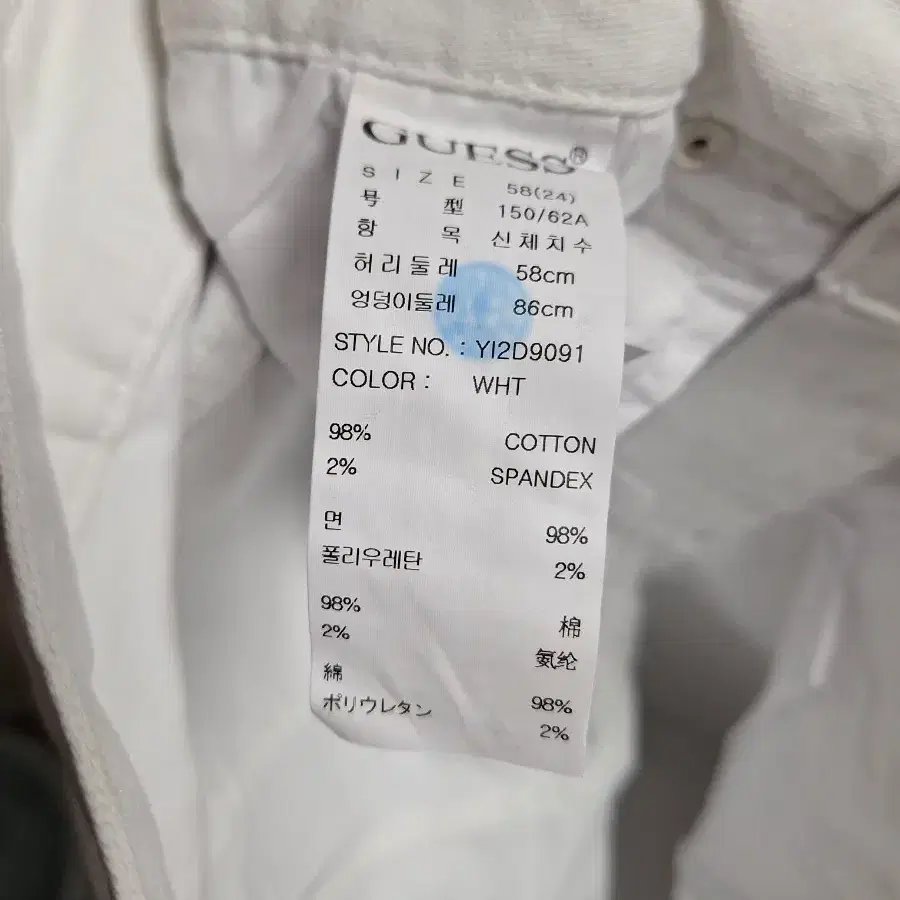 GUESS®
SIZE 58(24)
号型 150/62A
항목 신체치수
허리둘레 58cm
엉덩이둘레 86cm
STYLE NO. : YI2D9091
COLOR : WHT
98% COTTON
2% SPANDEX
면 98%
폴리우레탄 2%
98% 棉
2% 氨纶
綿 98%
ポリウレタン 2%